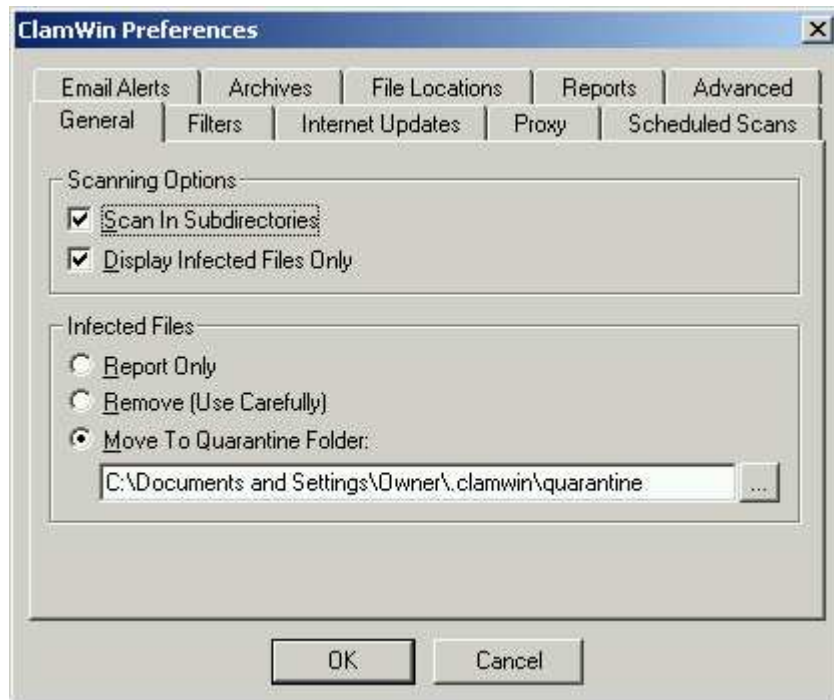 ClamWin Preferences
Email Alerts Archives File Locations Reports Advanced
General Filters Internet Updates Proxy Scheduled Scans
Scanning Options
Scan In Subdirectories
Display Infected Files Only
Infected Files
Report Only
Remove (Use Carefully)
Move To Quarantine Folder:
C:\Documents and Settings\Owner\.clamwin\quarantine ...
OK Cancel